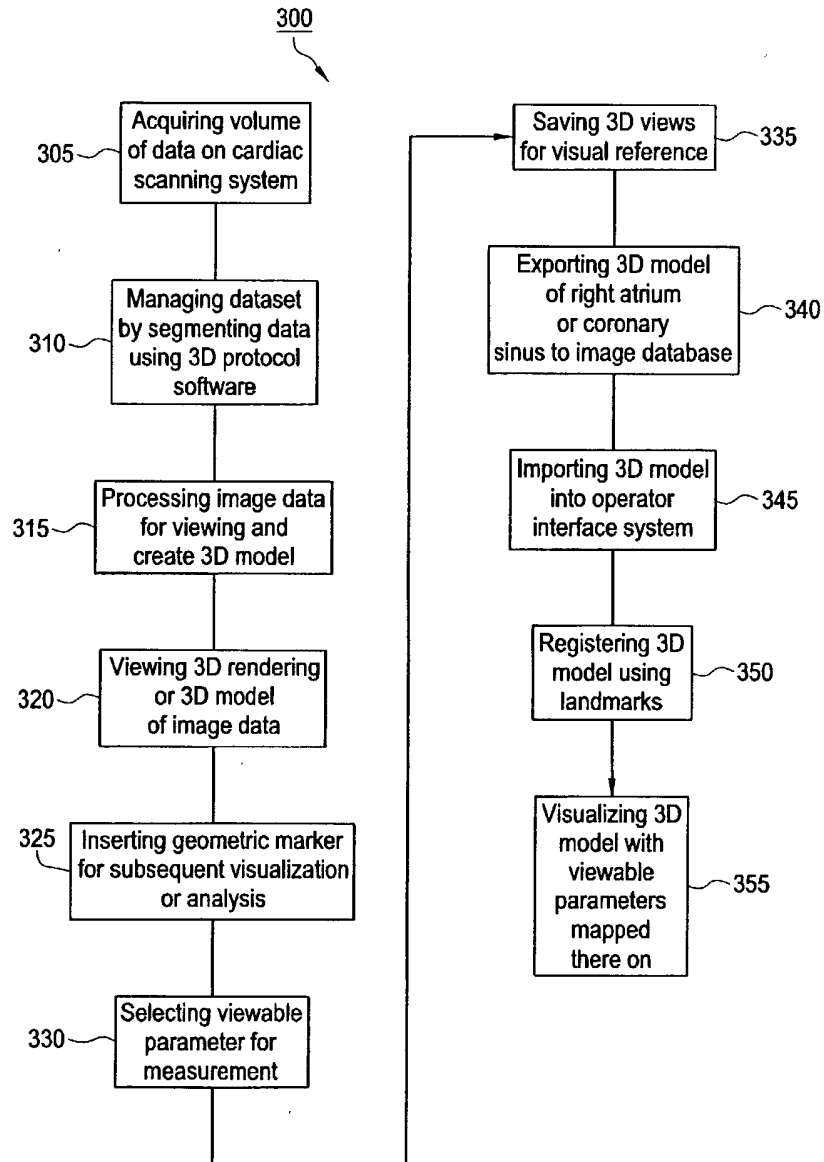 300
305
Acquiring volume
of data on cardiac
scanning system
310
Managing dataset
by segmenting data
using 3D protocol
software
315
Processing image data
for viewing and
create 3D model
320
Viewing 3D rendering
or 3D model
of image data
325
Inserting geometric marker
for subsequent visualization
or analysis
330
Selecting viewable
parameter for
measurement
Saving 3D views
for visual reference
335
Exporting 3D model
of right atrium
or coronary
sinus to image database
340
Importing 3D model
into operator
interface system
345
Registering 3D
model using
landmarks
350
Visualizing 3D
model with
viewable
parameters
mapped
there on
355